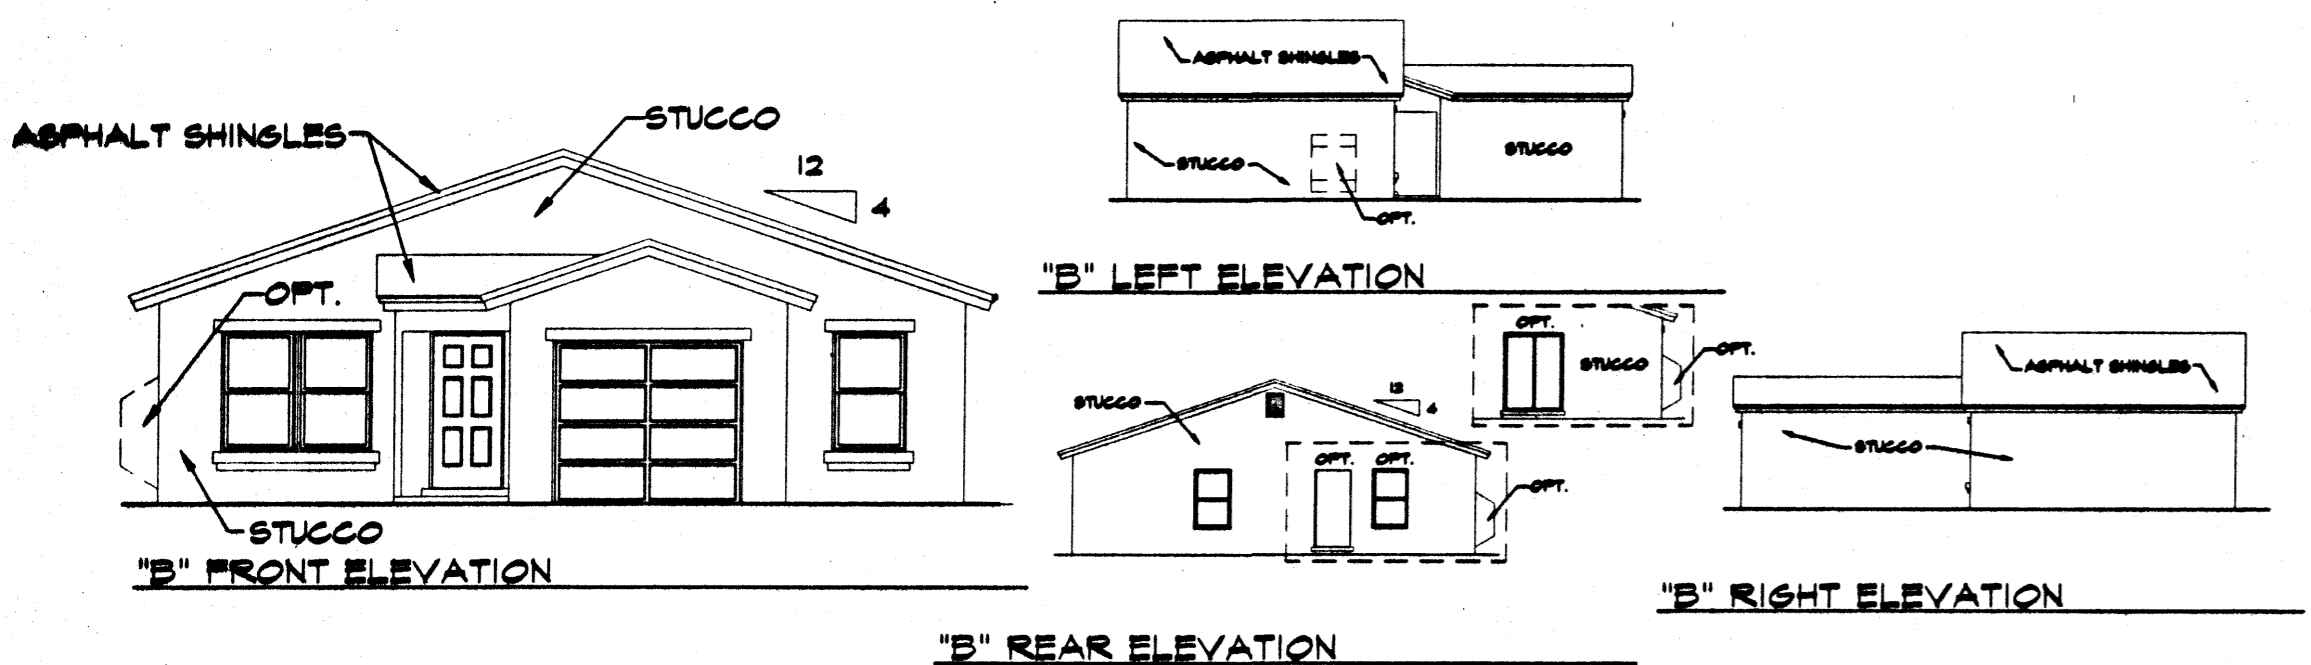 ASPHALT SHINGLES
STUCCO
12
4
OPT.
STUCCO
"B" FRONT ELEVATION
ASPHALT SHINGLES
STUCCO
STUCCO
OPT.
"B" LEFT ELEVATION
OPT.
STUCCO
OPT.
STUCCO
12
4
OPT.
OPT.
OPT.
"B" REAR ELEVATION
ASPHALT SHINGLES
STUCCO
"B" RIGHT ELEVATION